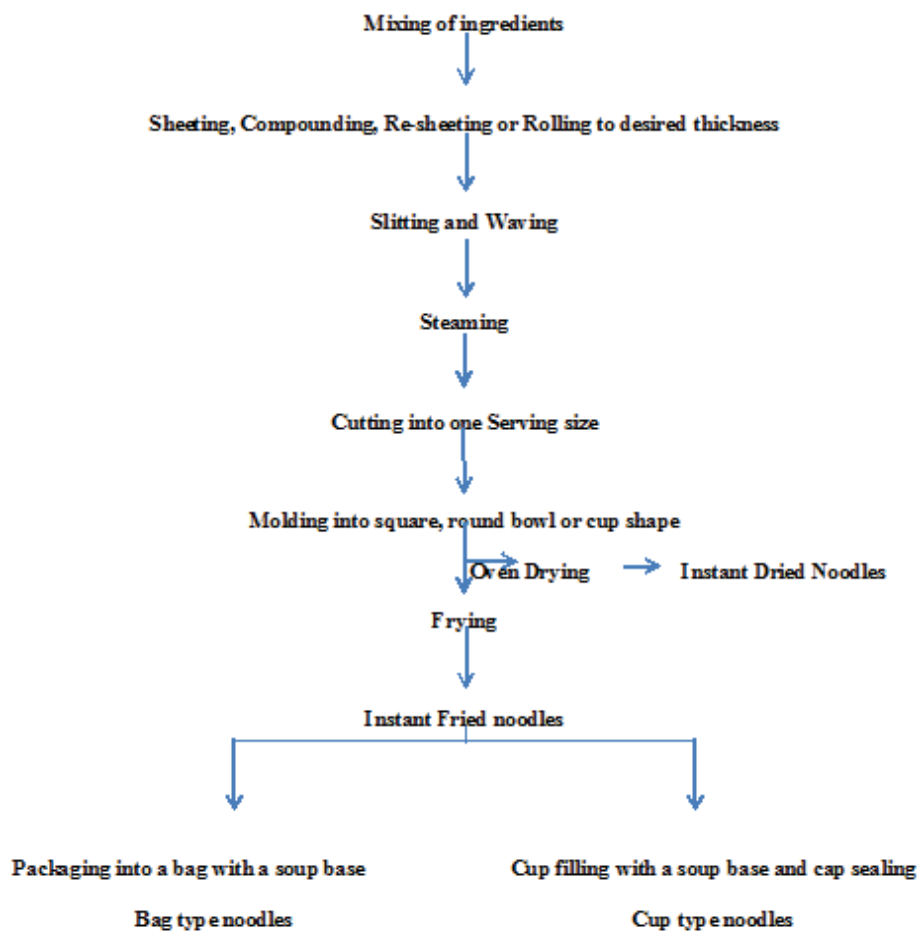 Mixing of ingredients
Sheeting, Compounding, Re-sheeting or Rolling to desired thickness
Slitting and Waving
Steaming
Cutting into one Serving size
Molding into square, round bowl or cup shape
Oven Drying
Instant Dried Noodles
Frying
Instant Fried noodles
Packaging into a bag with a soup base
Bag type noodles
Cup filling with a soup base and cap sealing
Cup type noodles